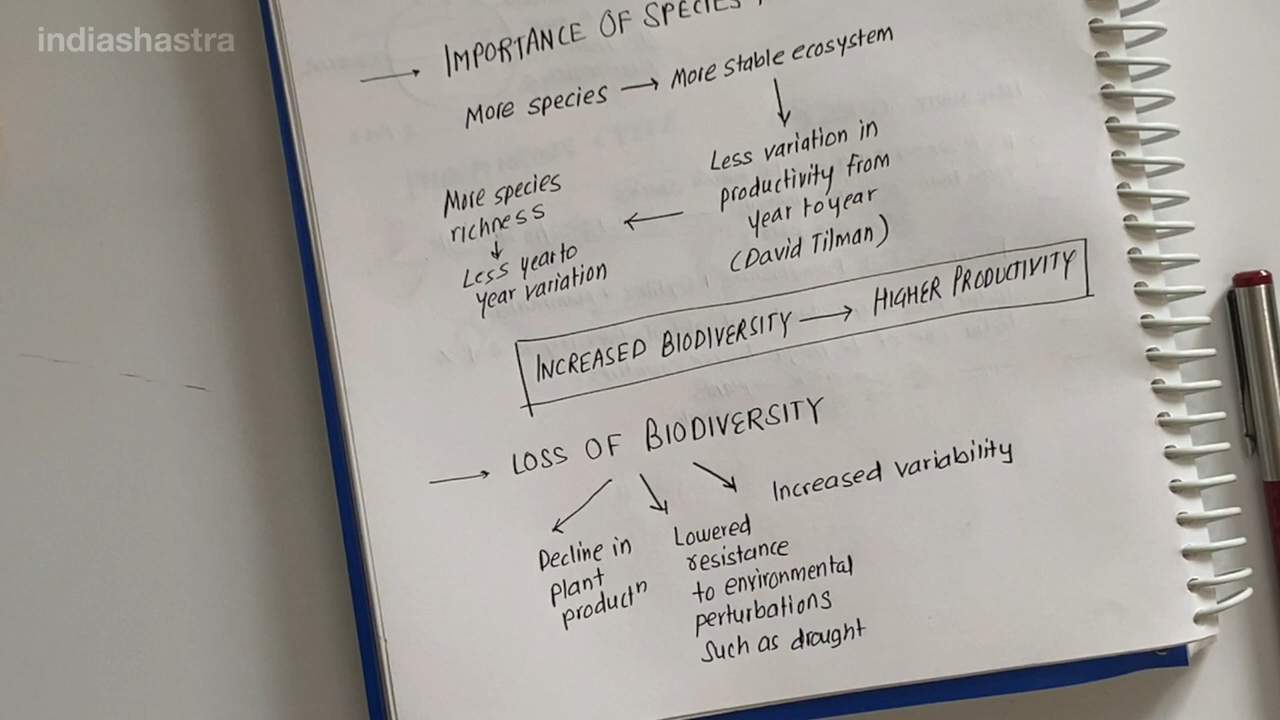 indiashastra
IMPORTANCE OF SPECIES
More species → More stable ecosystem
Less variation in
productivity from
year to year
(David Tilman)
More species
richness
Less year to
year variation
INCREASED BIODIVERSITY → HIGHER PRODUCTIVITY
LOSS OF BIODIVERSITY
Decline in
plant
productⁿ
Lowered
resistance
to environmental
perturbations
such as drought
Increased variability